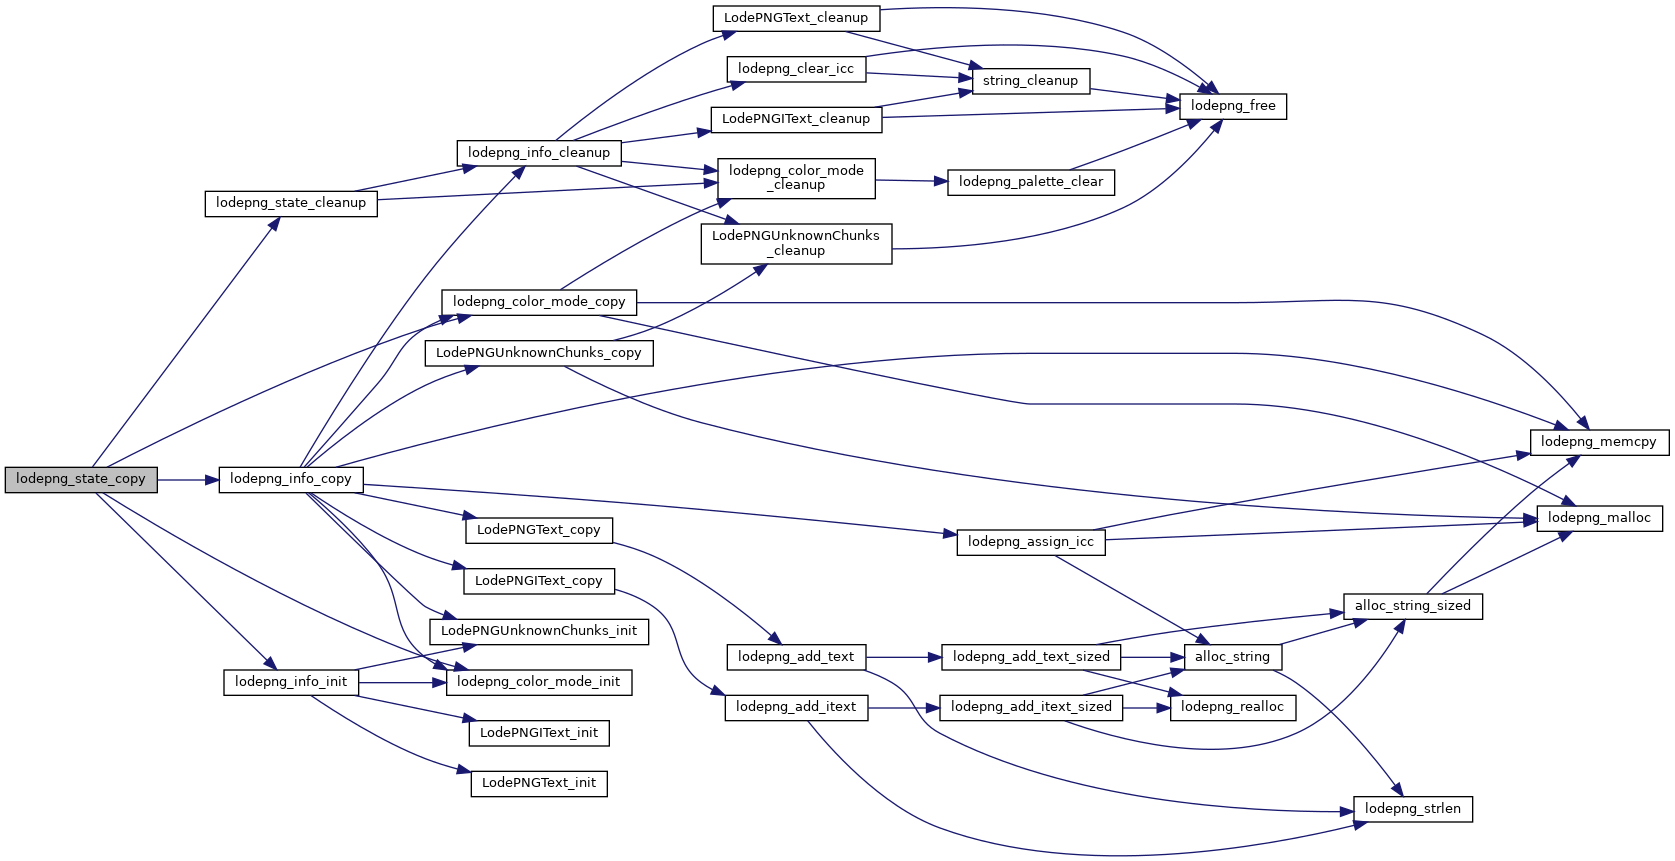 LodePNGText_cleanup
lodepng_clear_icc
string_cleanup
lodepng_free
LodePNGIText_cleanup
lodepng_info_cleanup
lodepng_color_mode
_cleanup
lodepng_palette_clear
lodepng_state_cleanup
LodePNGUnknownChunks
_cleanup
lodepng_color_mode_copy
LodePNGUnknownChunks_copy
lodepng_memcpy
lodepng_state_copy
lodepng_info_copy
lodepng_malloc
LodePNGText_copy
lodepng_assign_icc
LodePNGIText_copy
alloc_string_sized
LodePNGUnknownChunks_init
lodepng_add_text
lodepng_add_text_sized
alloc_string
lodepng_info_init
lodepng_color_mode_init
lodepng_add_itext
lodepng_add_itext_sized
lodepng_realloc
LodePNGIText_init
LodePNGText_init
lodepng_strlen